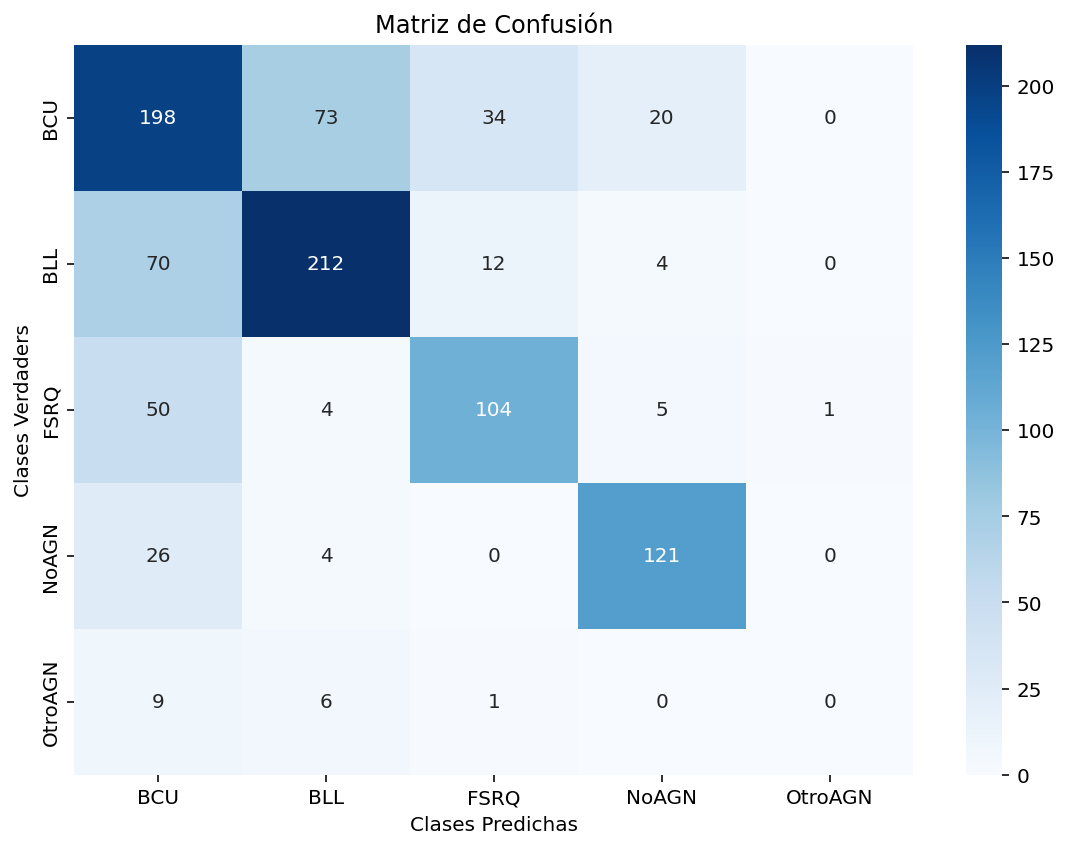 Matriz de Confusión
Clases Verdaders
BCU 198 73 34 20 0
BLL 70 212 12 4 0
FSRQ 50 4 104 5 1
NoAGN 26 4 0 121 0
OtroAGN 9 6 1 0 0
BCU BLL FSRQ NoAGN OtroAGN
Clases Predichas
200
175
150
125
100
75
50
25
0